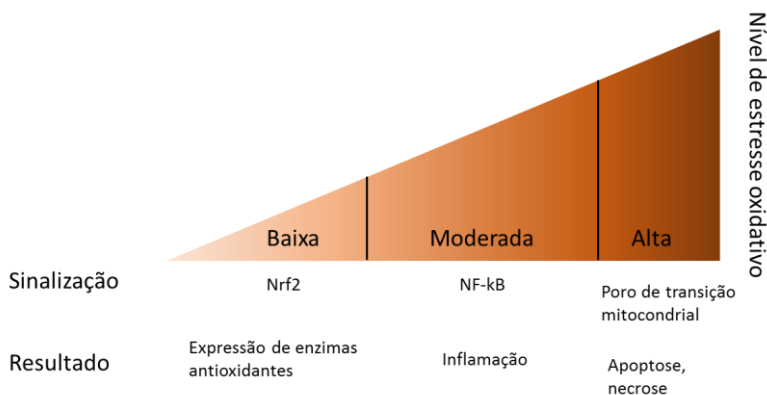 Nível de estresse oxidativo
Baixa
Moderada
Alta
Sinalização
Nrf2
NF-kB
Poro de transição
mitocondrial
Resultado
Expressão de enzimas
antioxidantes
Inflamação
Apoptose,
necrose